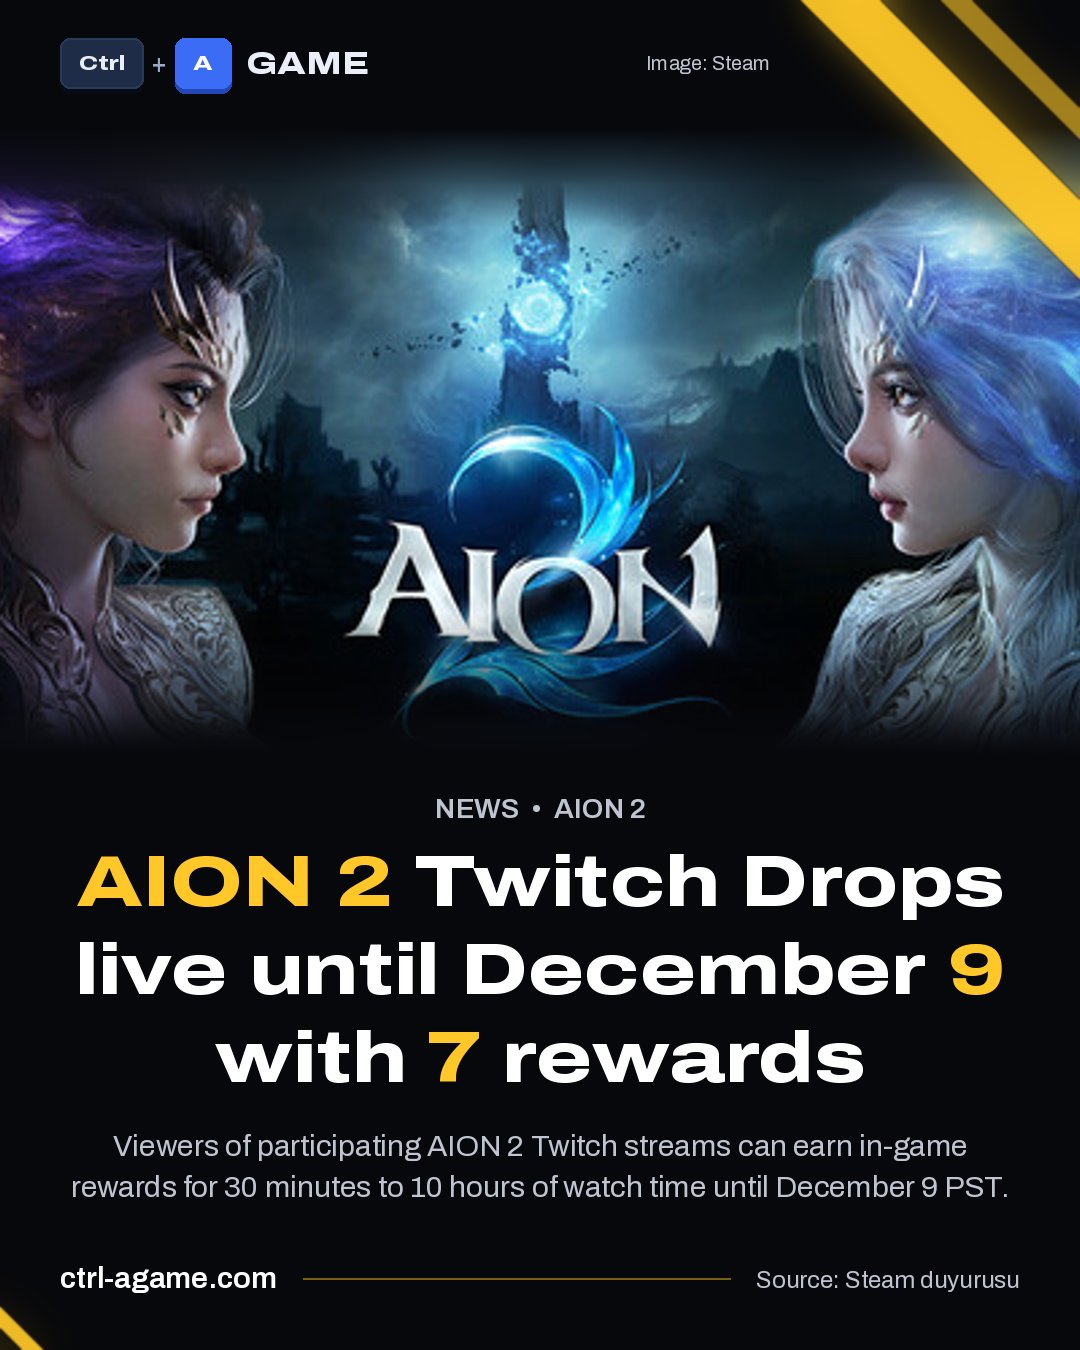 Ctrl + A GAME
Image: Steam
AION 2
NEWS • AION 2
AION 2 Twitch Drops
live until December 9
with 7 rewards
Viewers of participating AION 2 Twitch streams can earn in-game
rewards for 30 minutes to 10 hours of watch time until December 9 PST.
ctrl-agame.com
Source: Steam duyurusu